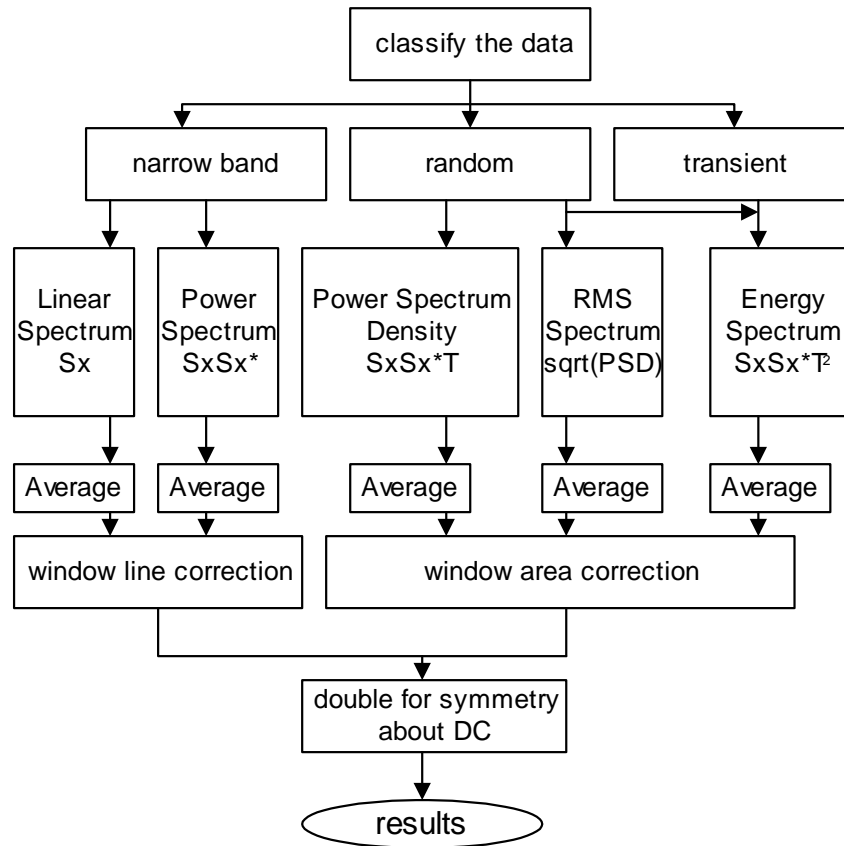 classify the data
narrow band
random
transient
Linear
Spectrum
Sx
Power
Spectrum
SxSx*
Power Spectrum
Density
SxSx*T
RMS
Spectrum
sqrt(PSD)
Energy
Spectrum
SxSx*T²
Average
Average
Average
Average
Average
window line correction
window area correction
double for symmetry
about DC
results